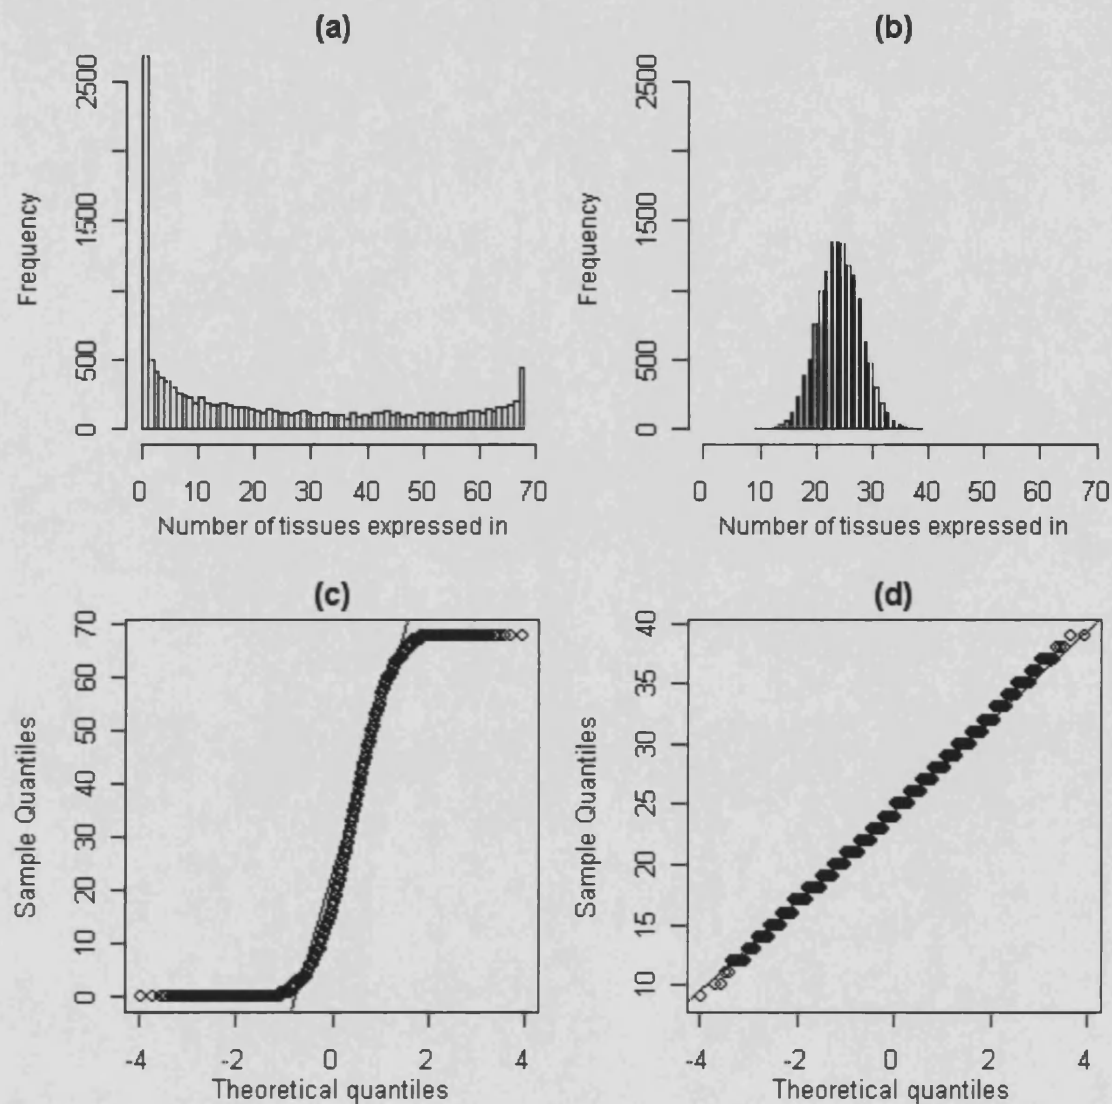 (a)
Frequency
0 500 1500 2500
0 10 20 30 40 50 60 70
Number of tissues expressed in
(b)
Frequency
0 500 1500 2500
0 10 20 30 40 50 60 70
Number of tissues expressed in
(c)
Sample Quantiles
0 10 20 30 40 50 60 70
-4 -2 0 2 4
Theoretical quantiles
(d)
Sample Quantiles
10 15 20 25 30 35 40
-4 -2 0 2 4
Theoretical quantiles